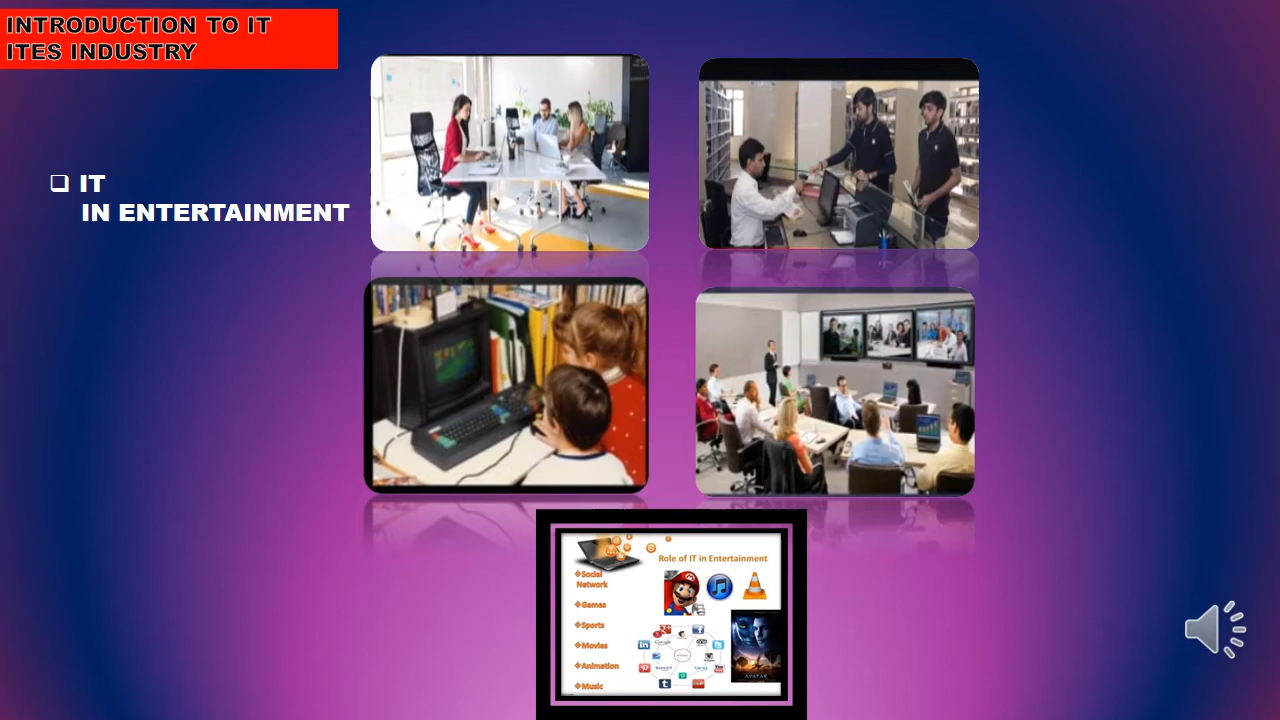 INTRODUCTION TO IT
ITES INDUSTRY
❑ IT
IN ENTERTAINMENT
Role of IT in Entertainment
❖Social
Network
❖Games
❖Sports
❖Movies
❖Animation
❖Music
Google
AVATAR